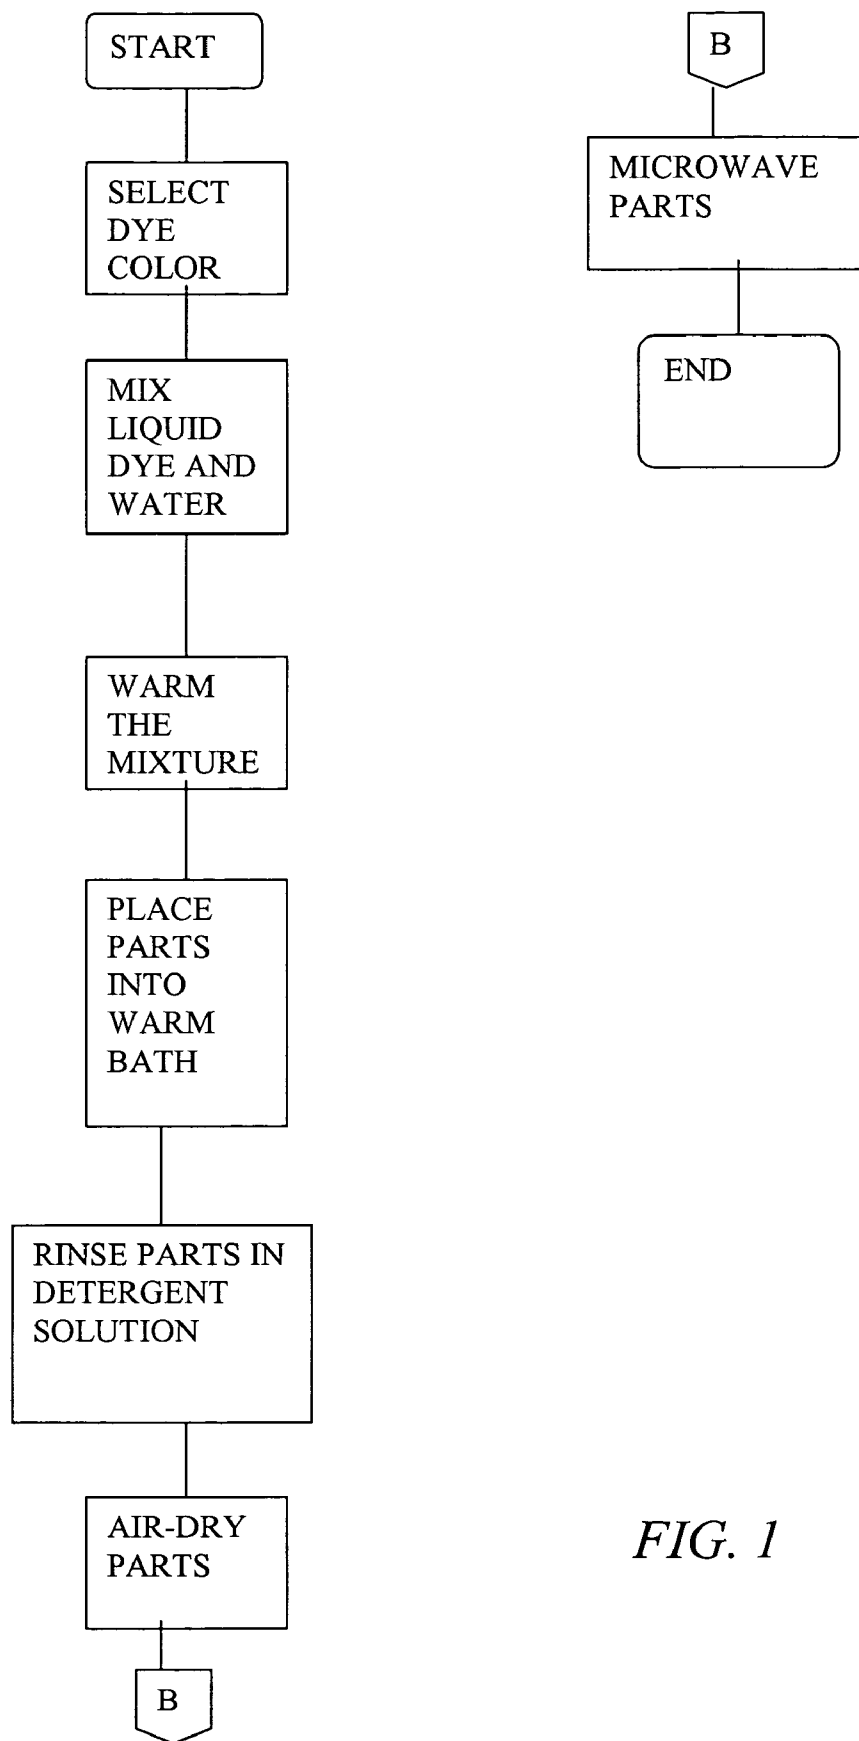 START
SELECT
DYE
COLOR
MIX
LIQUID
DYE AND
WATER
WARM
THE
MIXTURE
PLACE
PARTS
INTO
WARM
BATH
RINSE PARTS IN
DETERGENT
SOLUTION
AIR-DRY
PARTS
B
B
MICROWAVE
PARTS
END
FIG. 1